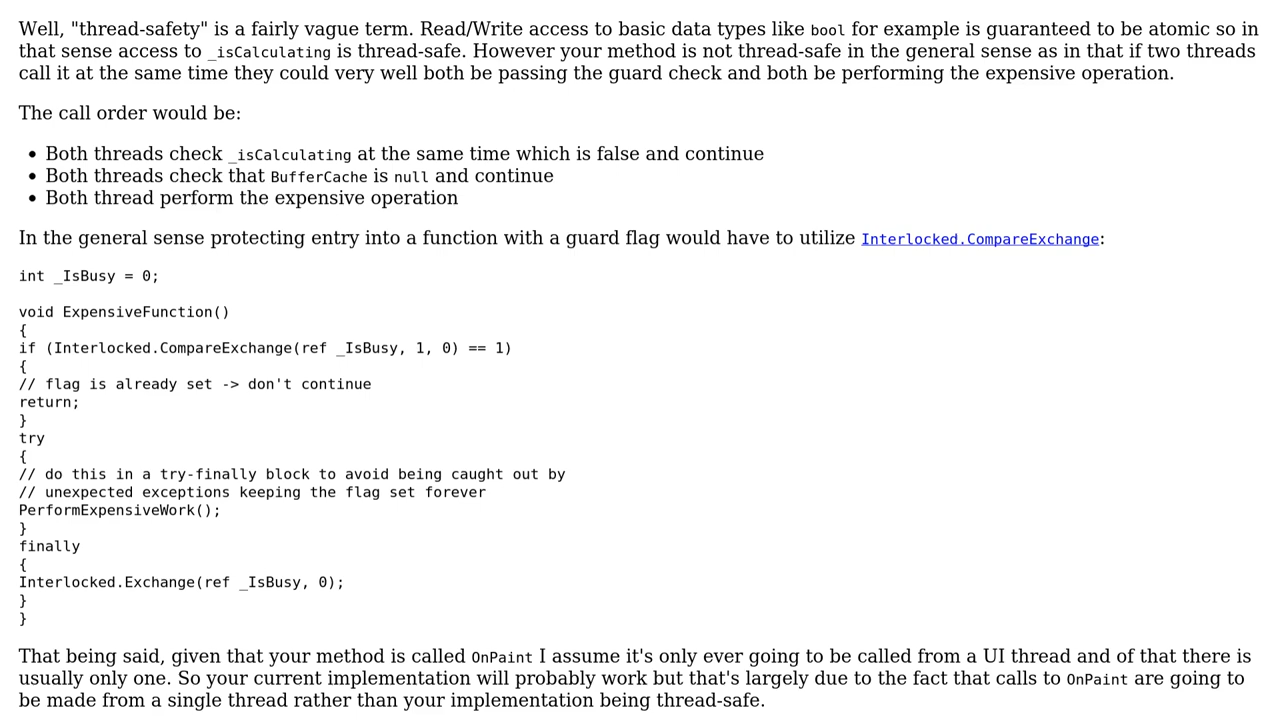 Well, "thread-safety" is a fairly vague term. Read/Write access to basic data types like bool for example is guaranteed to be atomic so in
that sense access to _isCalculating is thread-safe. However your method is not thread-safe in the general sense as in that if two threads
call it at the same time they could very well both be passing the guard check and both be performing the expensive operation.
The call order would be:
• Both threads check _isCalculating at the same time which is false and continue
• Both threads check that BufferCache is null and continue
• Both thread perform the expensive operation
In the general sense protecting entry into a function with a guard flag would have to utilize Interlocked.CompareExchange:
int _IsBusy = 0;
void ExpensiveFunction()
{
if (Interlocked.CompareExchange(ref _IsBusy, 1, 0) == 1)
{
// flag is already set -> don't continue
return;
}
try
{
// do this in a try-finally block to avoid being caught out by
// unexpected exceptions keeping the flag set forever
PerformExpensiveWork();
}
finally
{
Interlocked.Exchange(ref _IsBusy, 0);
}
}
That being said, given that your method is called OnPaint I assume it's only ever going to be called from a UI thread and of that there is
usually only one. So your current implementation will probably work but that's largely due to the fact that calls to OnPaint are going to
be made from a single thread rather than your implementation being thread-safe.